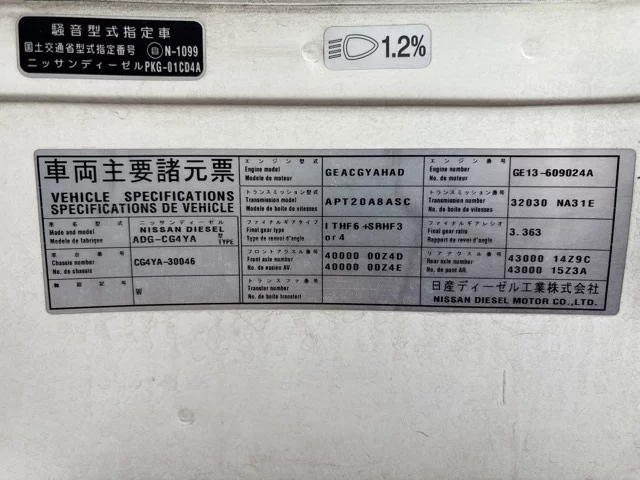 騒音型式指定車
国土交通省型式指定番号 自 N-1099
ニッサンディーゼル PKG-01CD4A
1.2%
車両主要諸元票
VEHICLE SPECIFICATIONS
SPECIFICATIONS DE VEHICLE
車名型式 ニッサンディーゼル
Make and model NISSAN DIESEL 型
Modele de fabrique ADG-CG4YA TYPE
車台番号
Chassis number CG4YA-30046
No. de chassis
エンジン型式
Engine model GEACGYAHAD
Modele de moteur
トランスミッション型式
Transmission model APT20A8ASC
Modele de boite de vitesses
ファイナルギアタイプ
Final gear type 1THF6+SRHF3
Type de renvoi d'angle or4
フロントアクスル番号
Front axle number 40000 00Z4D
No. de essieu AV. 40000 00Z4E
トランスファ番号
Transfer number
No. de boite transfert
エンジン番号
Engine number GE13-609024A
No. de moteur
トランスミッション番号
Transmission number 32030 NA31E
No. de boite de vitesses
ファイナルギアレシオ
Final gear ratio 3.363
Rapport de renvoi d'angle
リアアクスル番号
Rear axle number 43000 14Z9C
No. de pont AR. 43000 15Z3A
日産ディーゼル工業株式会社
NISSAN DIESEL MOTOR CO., LTD.